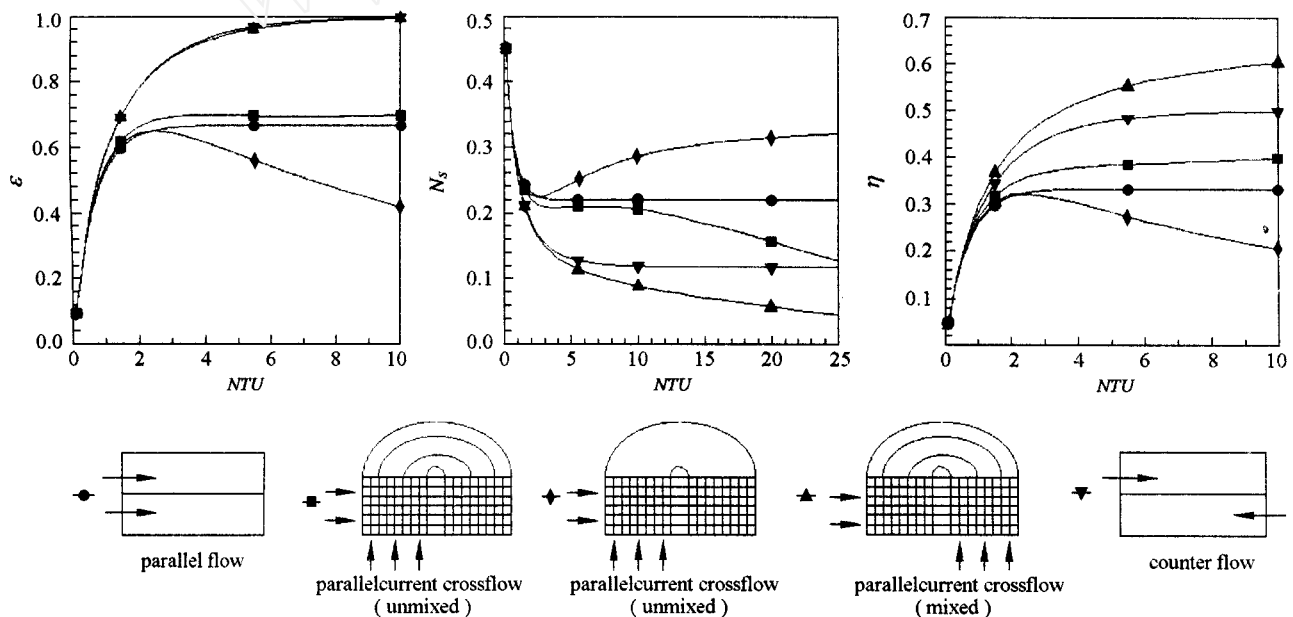 1.0
0.8
0.6
0.4
0.2
0.0
ε
0 2 4 6 8 10
NTU
0.5
0.4
0.3
0.2
0.1
0.0
N_s
0 5 10 15 20 25
NTU
0.7
0.6
0.5
0.4
0.3
0.2
0.1
η
0 2 4 6 8 10
NTU
parallel flow
parallelcurrent crossflow
( unmixed )
parallelcurrent crossflow
( unmixed )
parallelcurrent crossflow
( mixed )
counter flow